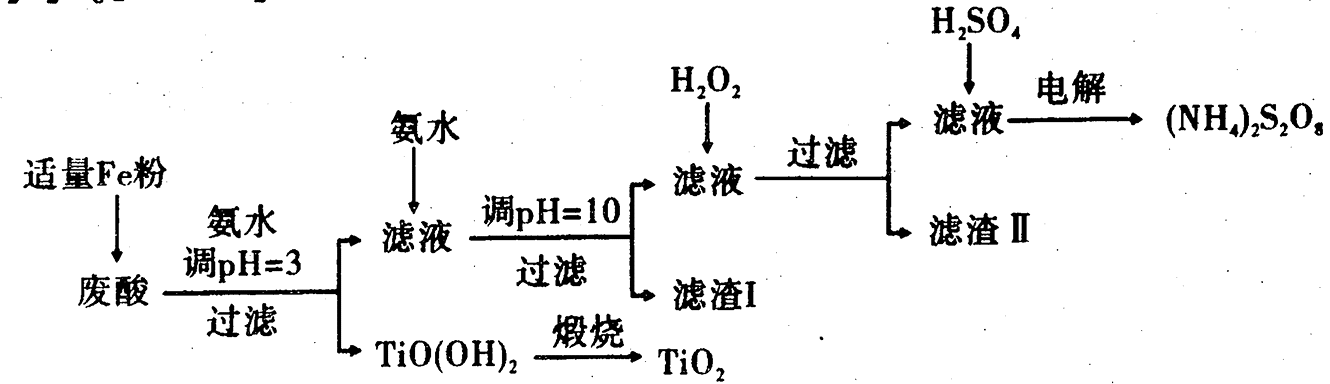 H₂SO₄
H₂O₂
电解
滤液
(NH₄)₂S₂O₈
氨水
过滤
适量Fe粉
滤液
氨水
调pH=10
滤渣Ⅱ
滤液
调pH=3
过滤
废酸
滤渣Ⅰ
过滤
煅烧
TiO(OH)₂
TiO₂